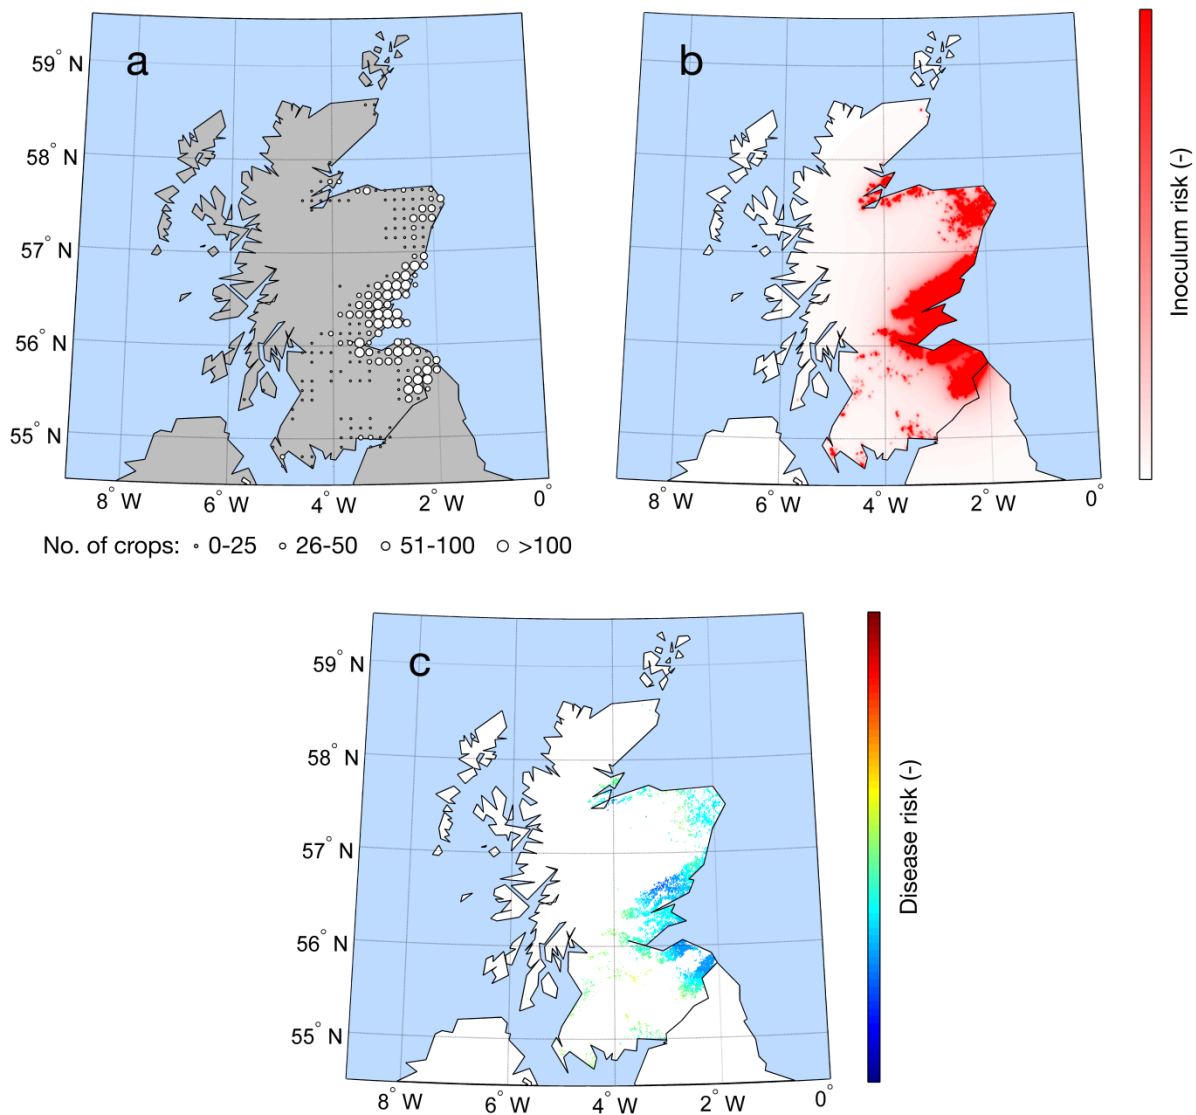 a
59° N
58° N
57° N
56° N
55° N
8° W
6° W
4° W
2° W
0°
No. of crops: 0-25 26-50 51-100 >100
b
8° W
6° W
4° W
2° W
0°
Inoculum risk (-)
c
59° N
58° N
57° N
56° N
55° N
8° W
6° W
4° W
2° W
0°
Disease risk (-)